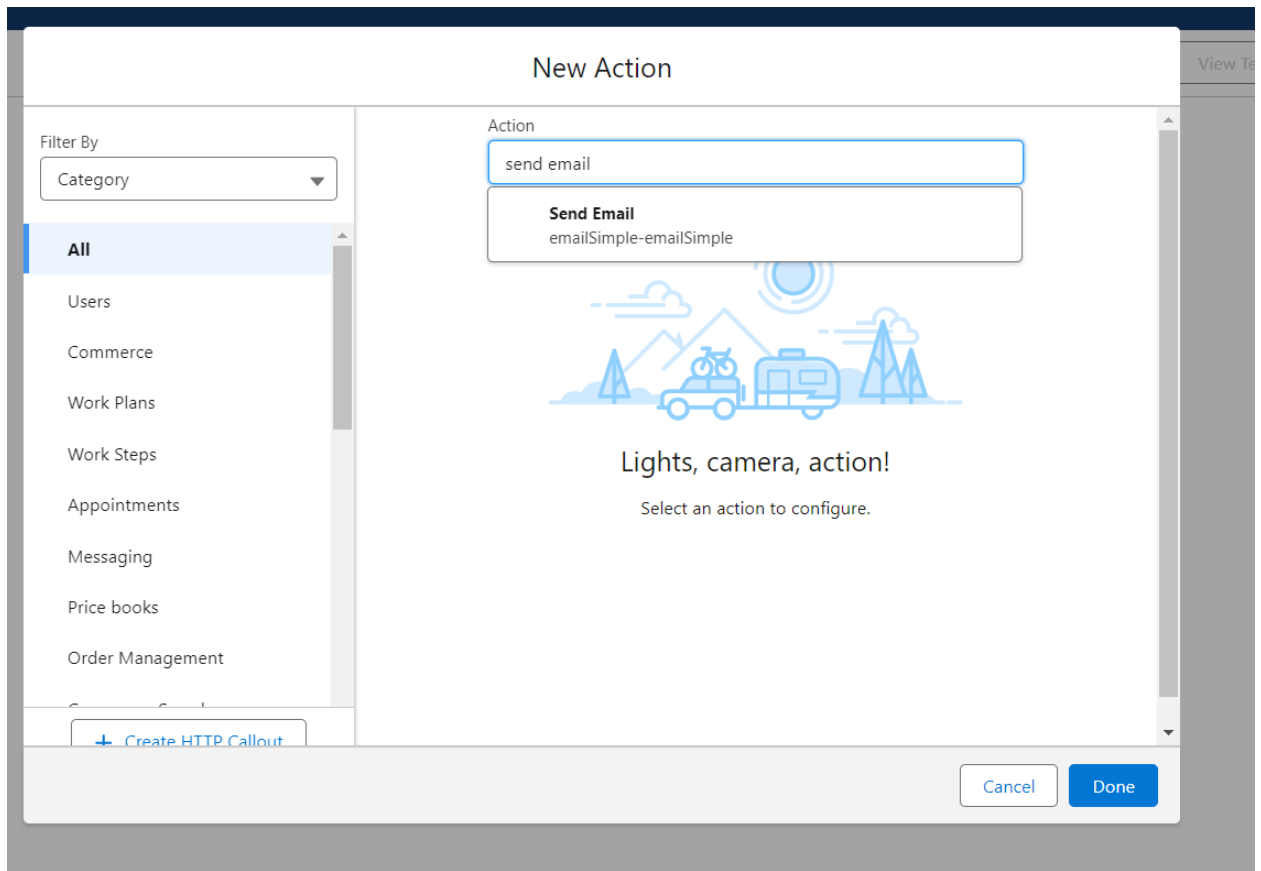 New Action
View Te
Filter By
Category
All
Users
Commerce
Work Plans
Work Steps
Appointments
Messaging
Price books
Order Management
Create HTTP Callout
Action
send email
Send Email
emailSimple-emailSimple
Lights, camera, action!
Select an action to configure.
Cancel
Done